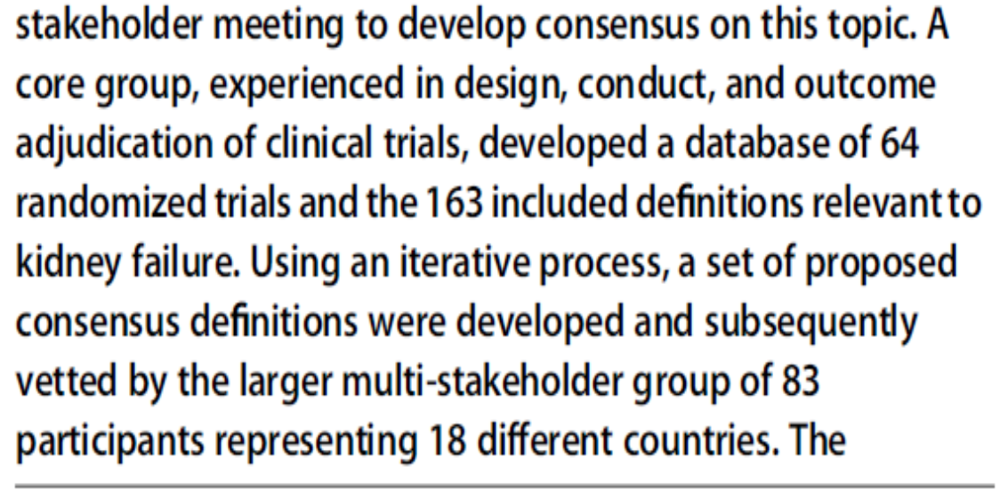 stakeholder meeting to develop consensus on this topic. A
core group, experienced in design, conduct, and outcome
adjudication of clinical trials, developed a database of 64
randomized trials and the 163 included definitions relevant to
kidney failure. Using an iterative process, a set of proposed
consensus definitions were developed and subsequently
vetted by the larger multi-stakeholder group of 83
participants representing 18 different countries. The